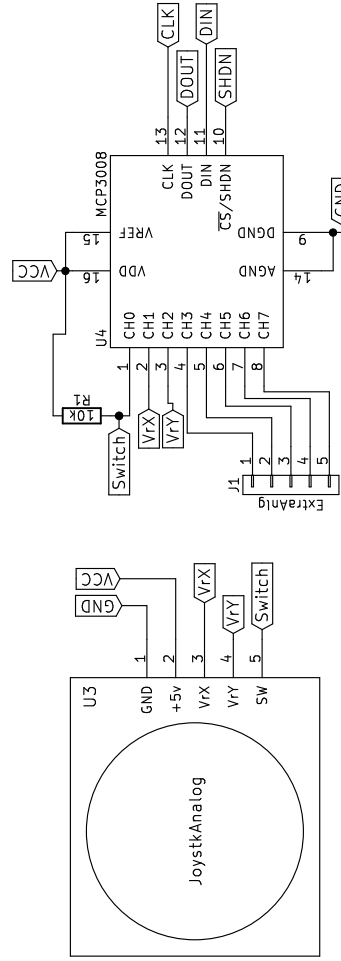 CLK
DOUT
DIN
SHDN
13
12
11
10
MCP3008
CLK
DOUT
DIN
CS/SHDN
VCC
15
16
VREF
VDD
DGND
AGND
9
14
GND
U4
CH0
CH1
CH2
CH3
CH4
CH5
CH6
CH7
1
2
3
4
5
6
7
8
R1
10k
Switch
VrX
VrY
J1
1
2
3
4
5
ExtraAnlg
VCC
GND
VrX
VrY
Switch
1
2
3
4
5
U3
GND
+5v
VrX
VrY
SW
JoystkAnalog